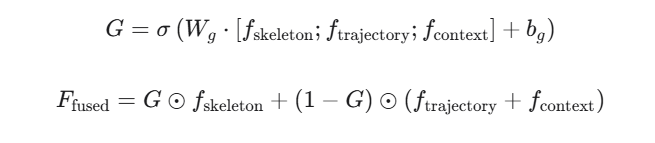 G = σ (W_g · [f_skeleton; f_trajectory; f_context] + b_g)
F_fused = G ⊙ f_skeleton + (1 − G) ⊙ (f_trajectory + f_context)